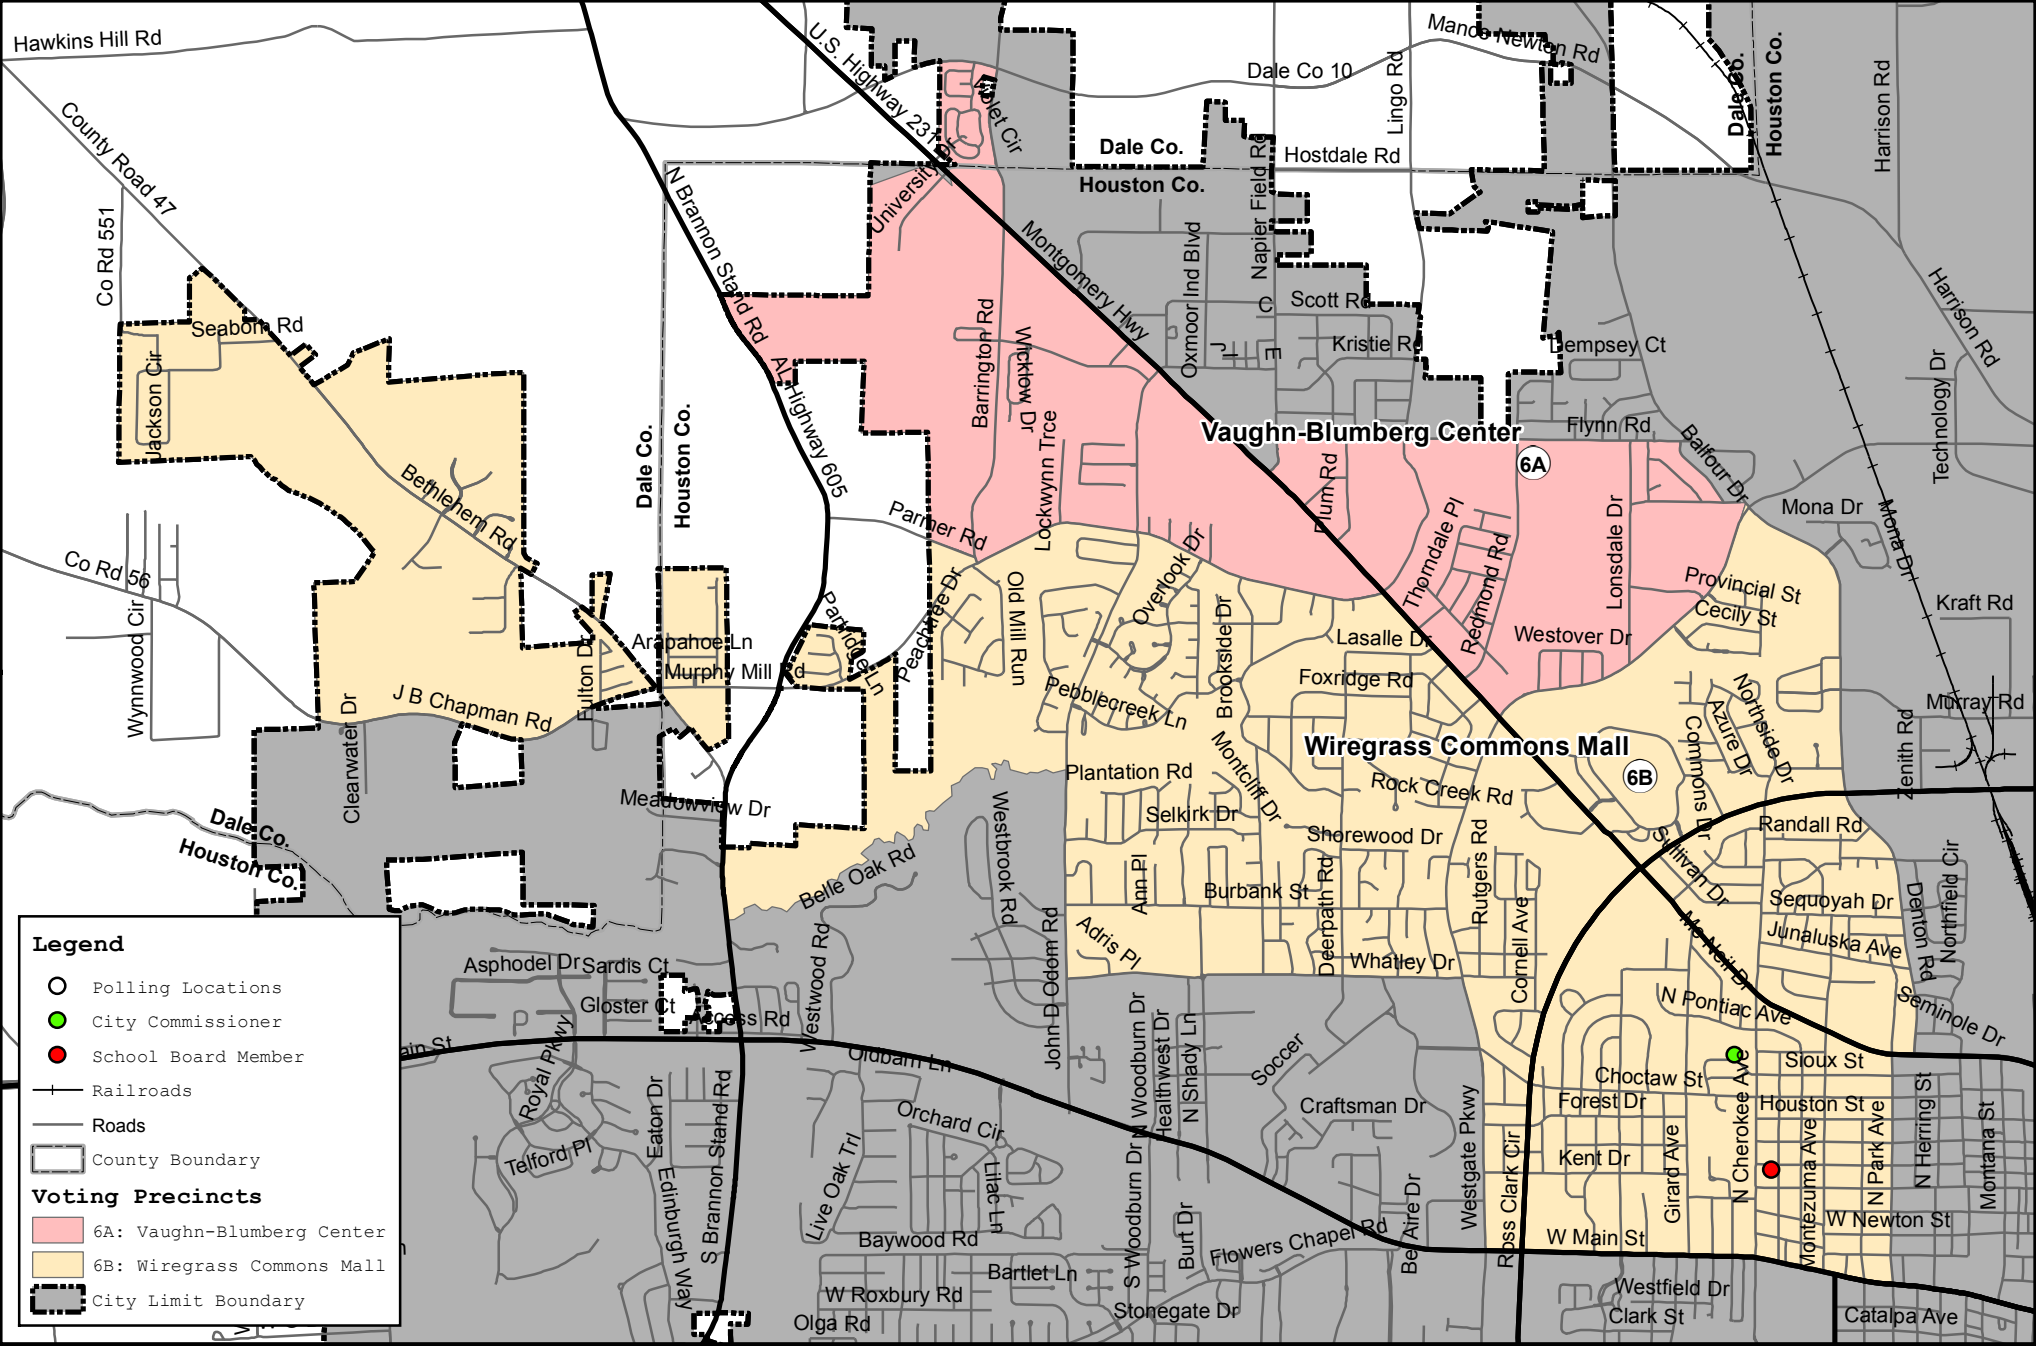 Hawkins Hill Rd
U.S. Highway 231
Manoo Newton Rd
Dale Co 10
Lingo Rd
Dale Co.
Houston Co.
Harrison Rd
County Road 47
Violet Cir
Dale Co.
Houston Co.
Hostdale Rd
Napier Field Rd
University Dr
N Brannon Stand Rd
Co Rd 551
Montgomery Hwy
Oxmoor Ind Blvd
C
Scott Rd
J
I
E
Kristie Rd
Dempsey Ct
Harrison Rd
Seaborn Rd
Jackson Cir
Barrington Rd
Wicklow Dr
AL Highway 605
Technology Dr
Flynn Rd
Balfour Dr
Vaughn-Blumberg Center
6A
Dale Co.
Houston Co.
Lockwynn Trce
Bethlehem Rd
Parmer Rd
Plum Rd
Thorndale Pl
Redmond Rd
Lonsdale Dr
Mona Dr
Mona Dr
Co Rd 56
Wynnwood Cir
Overlook Dr
Old Mill Run
Peachtree Dr
Partridge Ln
Provincial St
Cecily St
Kraft Rd
Arapahoe Ln
Murphy Mill Rd
Fulton Dr
Brookside Dr
Lasalle Dr
Westover Dr
Foxridge Rd
Pebblecreek Ln
J B Chapman Rd
Clearwater Dr
Northside Dr
Azure Dr
Commons Dr
Murray Rd
Zenith Rd
Wiregrass Commons Mall
6B
Montcliff Dr
Plantation Rd
Rock Creek Rd
Meadowview Dr
Selkirk Dr
Shorewood Dr
Randall Rd
Sullivan Dr
Dale Co.
Houston Co.
Belle Oak Rd
Westbrook Rd
Ann Pl
Burbank St
Deerpath Rd
Rutgers Rd
Cornell Ave
Sequoyah Dr
Junaluska Ave
Denton Rd
Northfield Cir
Mc Neil Dr
Adris Pl
Whatley Dr
John D Odom Rd
Westwood Rd
Asphodel Dr
Sardis Ct
Gloster Ct
Access Rd
N Pontiac Ave
Seminole Dr
Oldbarn Ln
Royal Pkwy
Telford Pl
Eaton Dr
Edinburgh Way
S Brannon Stand Rd
Orchard Cir
Live Oak Trl
Lilac Ln
N Woodburn Dr
Healthwest Dr
N Shady Ln
Soccer
Craftsman Dr
Westgate Pkwy
Ross Clark Cir
Choctaw St
Forest Dr
Kent Dr
Girard Ave
N Cherokee Ave
Sioux St
Houston St
Montezuma Ave
N Park Ave
N Herring St
Montana St
W Newton St
W Main St
Baywood Rd
Bartlet Ln
W Roxbury Rd
Olga Rd
S Woodburn Dr
Burt Dr
Flowers Chapel Rd
Bel Aire Dr
Stonegate Dr
Westfield Dr
Clark St
Catalpa Ave
Legend
Polling Locations
City Commissioner
School Board Member
Railroads
Roads
County Boundary
Voting Precincts
6A: Vaughn-Blumberg Center
6B: Wiregrass Commons Mall
City Limit Boundary